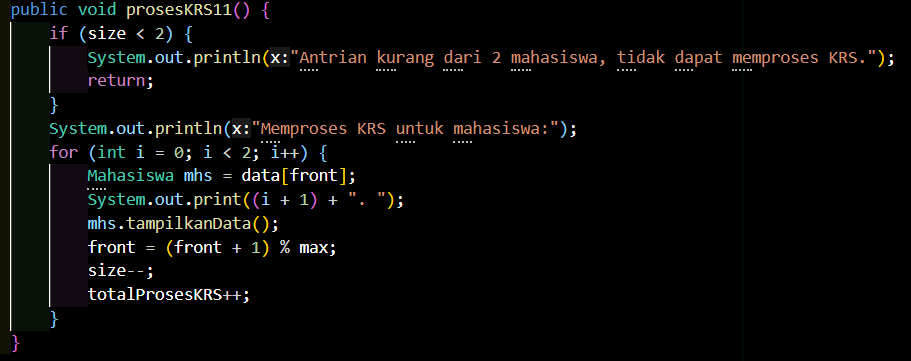 public void prosesKRS11() {
    if (size < 2) {
        System.out.println(x:"Antrian kurang dari 2 mahasiswa, tidak dapat memproses KRS.");
        return;
    }
    System.out.println(x:"Memproses KRS untuk mahasiswa:");
    for (int i = 0; i < 2; i++) {
        Mahasiswa mhs = data[front];
        System.out.print((i + 1) + ". ");
        mhs.tampilkanData();
        front = (front + 1) % max;
        size--;
        totalProsesKRS++;
    }
}